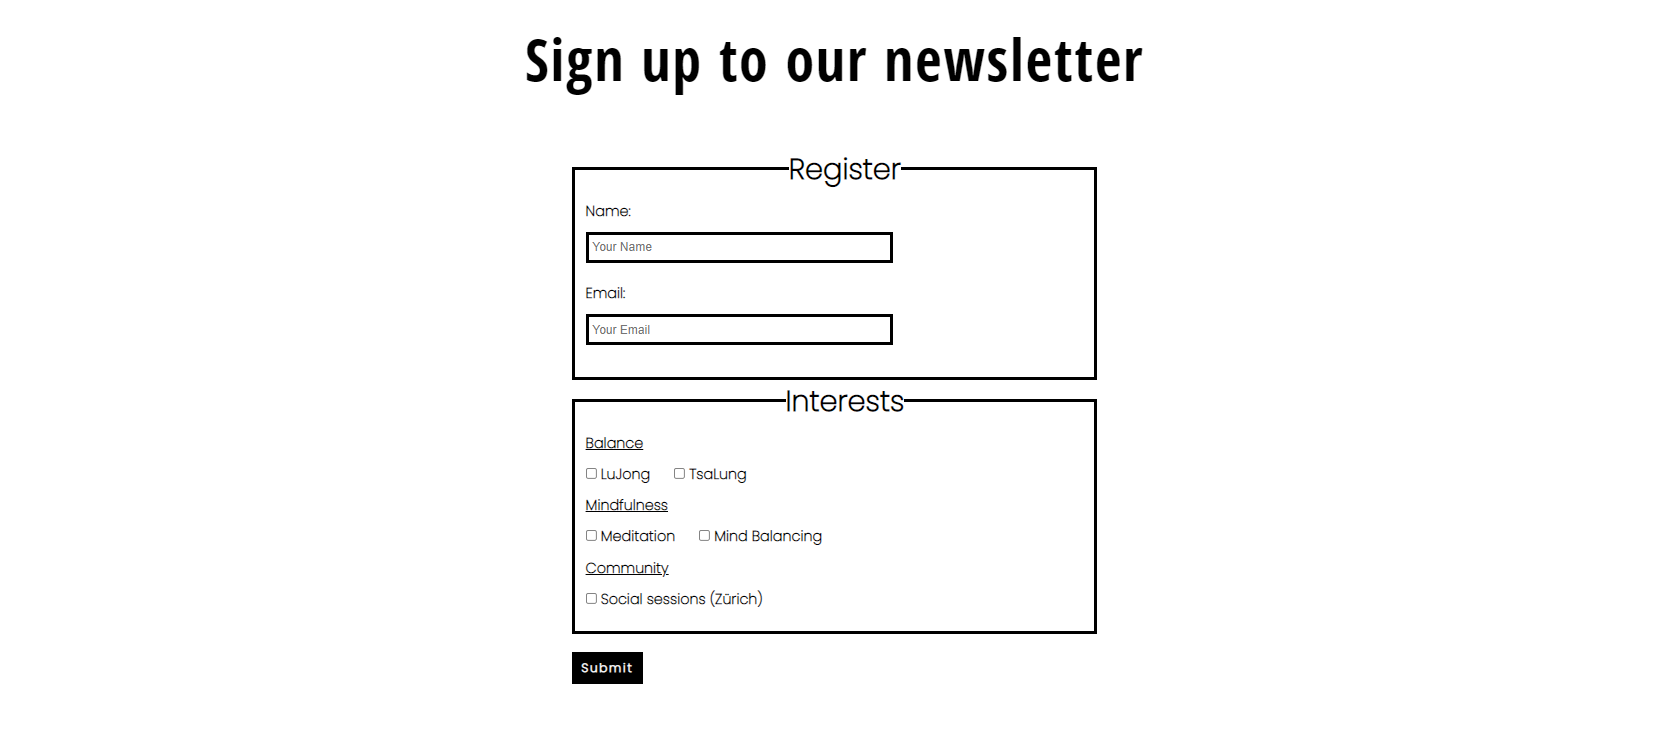 Sign up to our newsletter
Register
Name:
Your Name
Email:
Your Email
Interests
Balance
LuJong TsaLung
Mindfulness
Meditation Mind Balancing
Community
Social sessions (Zürich)
Submit